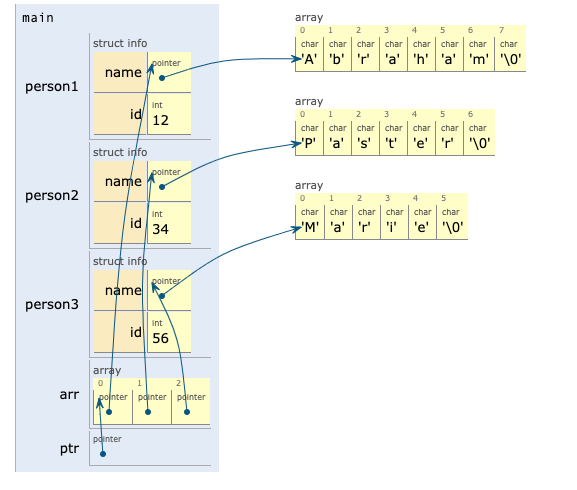 main
array
0 1 2 3 4 5 6 7
char char char char char char char char
'A' 'b' 'r' 'a' 'h' 'a' 'm' '\0'
person1
struct info
name
pointer
id
int
12
array
0 1 2 3 4 5 6
char char char char char char char
'P' 'a' 's' 't' 'e' 'r' '\0'
person2
struct info
name
pointer
id
int
34
array
0 1 2 3 4 5
char char char char char char
'M' 'a' 'r' 'i' 'e' '\0'
person3
struct info
name
pointer
id
int
56
arr
array
0 1 2
pointer pointer pointer
ptr
pointer